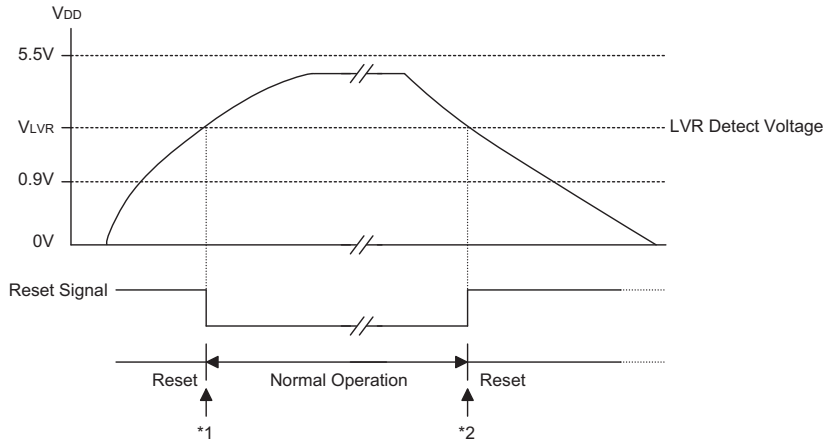 VDD
5.5V
VLVR
LVR Detect Voltage
0.9V
0V
Reset Signal
Reset
Normal Operation
Reset
*1
*2